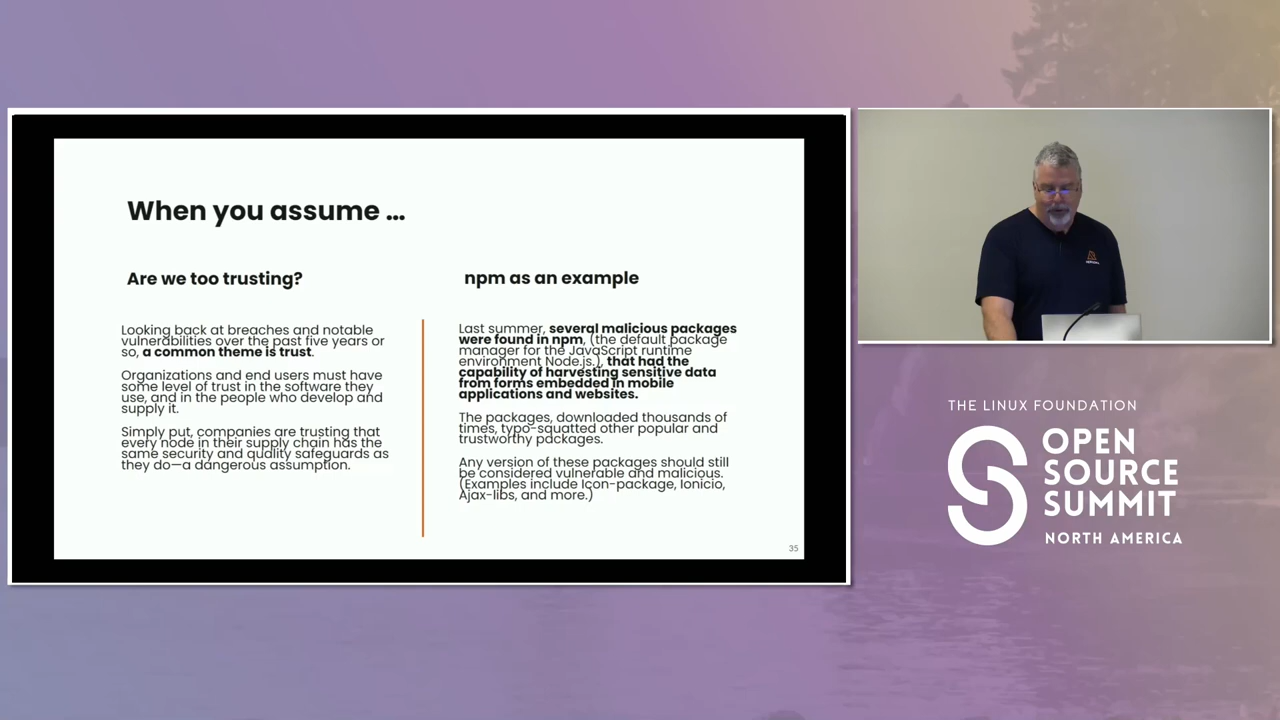 When you assume ...
Are we too trusting?
Looking back at breaches and notable
vulnerabilities over the past five years or
so, a common theme is trust.
Organizations and end users must have
some level of trust in the software they
use, and in the people who develop and
supply it.
Simply put, companies are trusting that
every node in their supply chain has the
same security and quality safeguards as
they do—a dangerous assumption.
npm as an example
Last summer, several malicious packages
were found in npm, (the default package
manager for the JavaScript runtime
environment Node.js.), that had the
capability of harvesting sensitive data
from forms embedded in mobile
applications and websites.
The packages, downloaded thousands of
times, typo-squatted other popular and
trustworthy packages.
Any version of these packages should still
be considered vulnerable and malicious.
(Examples include Icon-package, Ionicio,
Ajax-libs, and more.)
35
THE LINUX FOUNDATION
OPEN
SOURCE
SUMMIT
NORTH AMERICA